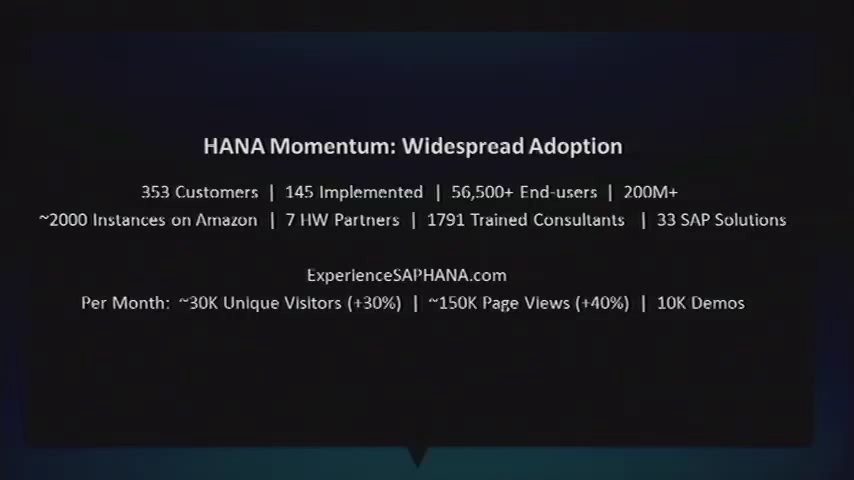 HANA Momentum: Widespread Adoption
353 Customers | 145 Implemented | 56,500+ End-users | 200M+
~2000 Instances on Amazon | 7 HW Partners | 1791 Trained Consultants | 33 SAP Solutions
ExperienceSAPHANA.com
Per Month: ~30K Unique Visitors (+30%) | ~150K Page Views (+40%) | 10K Demos